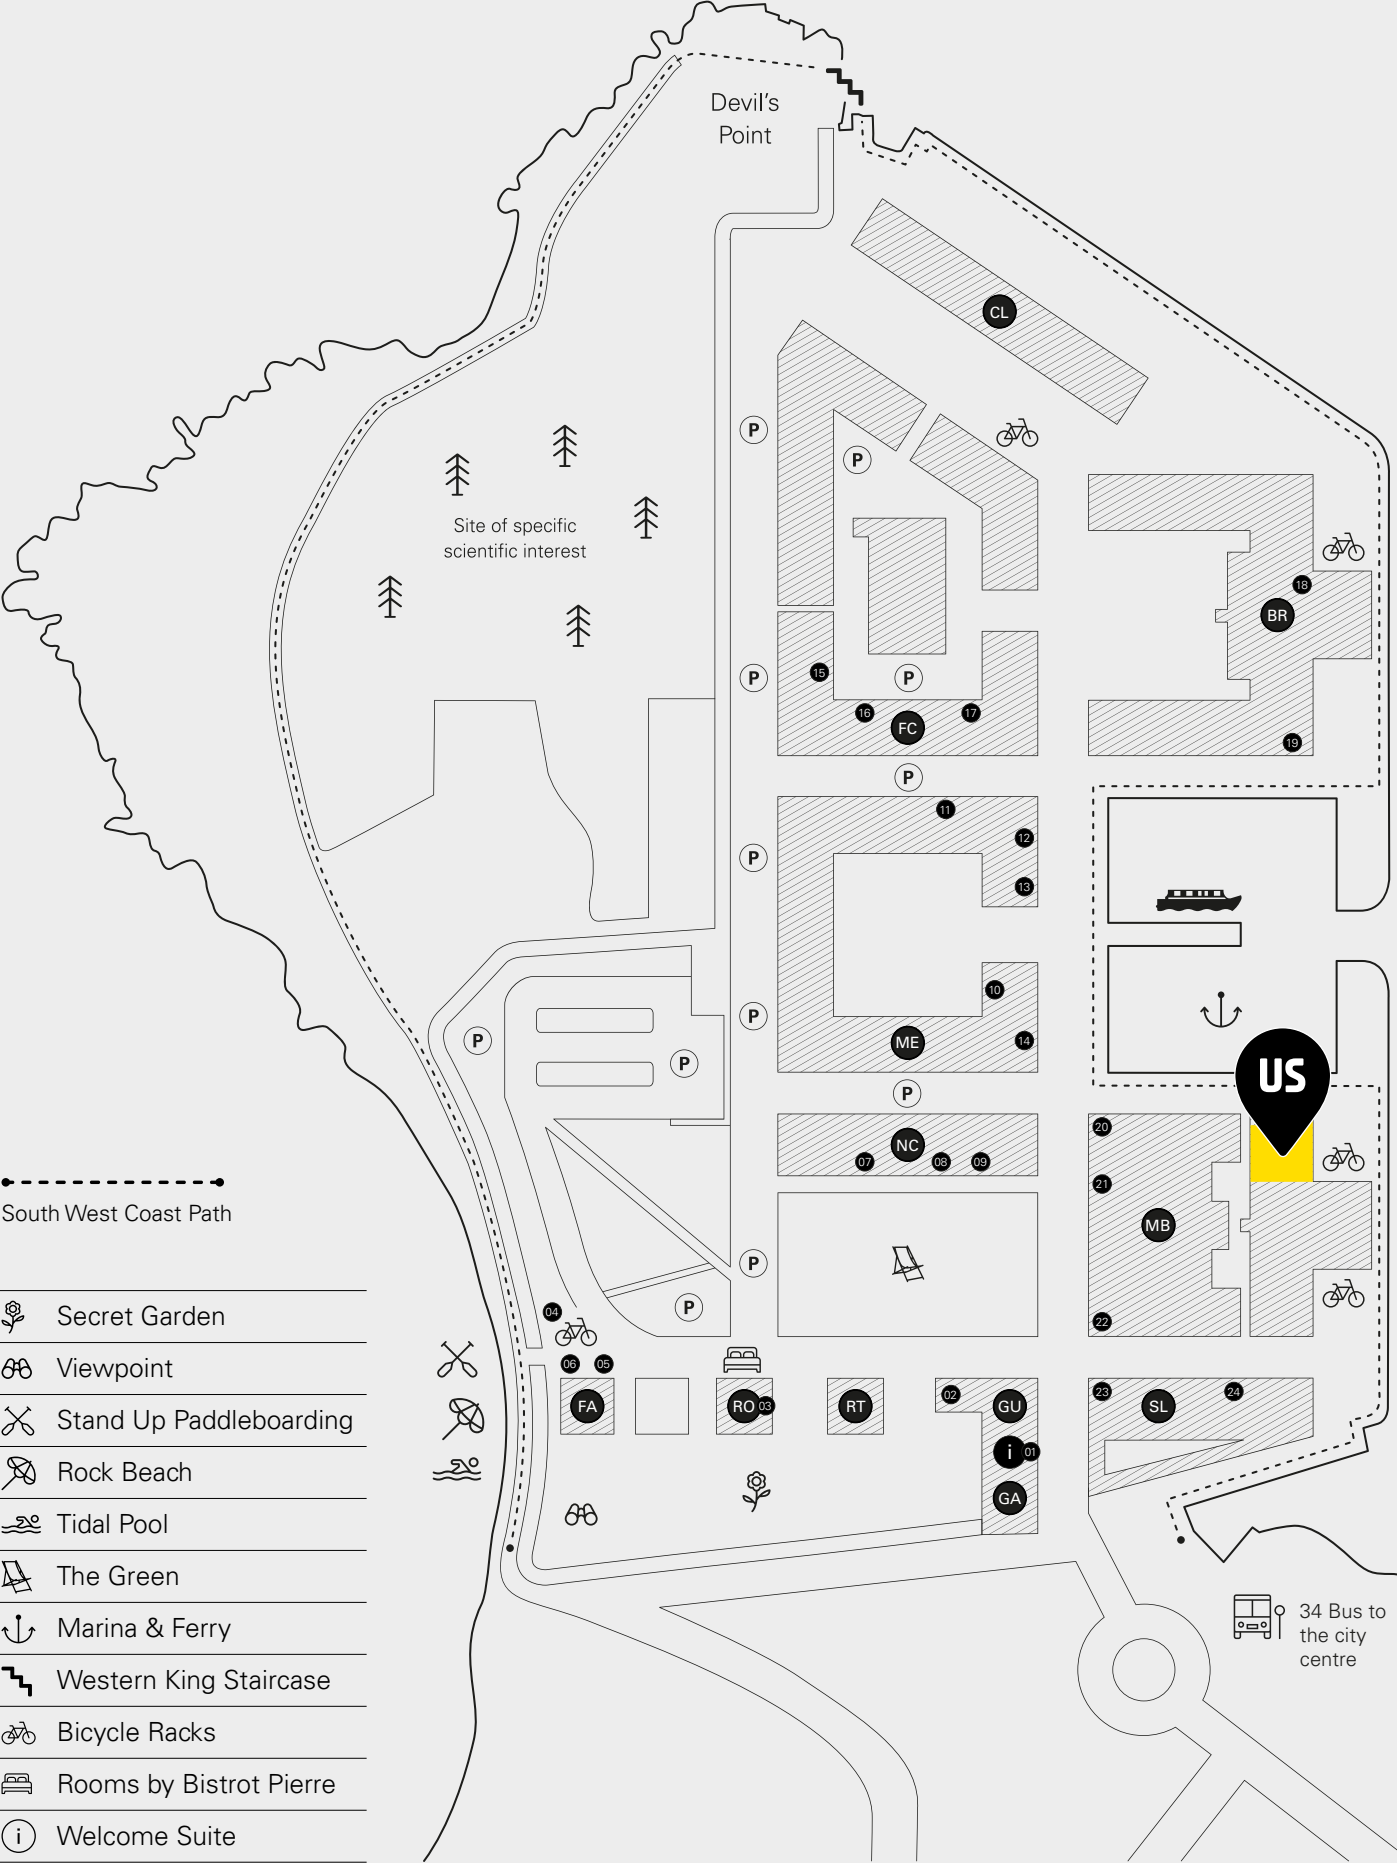 Devil's
Point
CL
P
P
Site of specific
scientific interest
18
BR
15
P
P
16
17
FC
19
P
11
12
P
13
10
P
ME
14
P
P
US
P
20
NC
07
08
09
21
South West Coast Path
MB
P
P
04
22
06
05
FA
RO
03
RT
02
GU
23
SL
24
i
01
GA
Secret Garden
Viewpoint
Stand Up Paddleboarding
Rock Beach
Tidal Pool
The Green
Marina & Ferry
Western King Staircase
Bicycle Racks
Rooms by Bistrot Pierre
i
Welcome Suite
34 Bus to
the city
centre